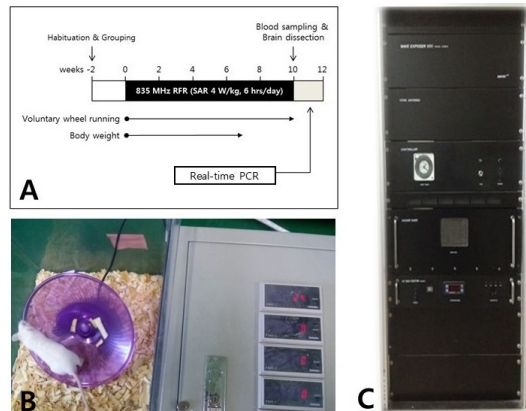 Blood sampling &
Brain dissection
Habituation & Grouping
weeks -2 0 2 4 6 8 10 12
835 MHz RFR (SAR 4 W/kg, 6 hrs/day)
Voluntary wheel running
Body weight
Real-time PCR
A
B
C